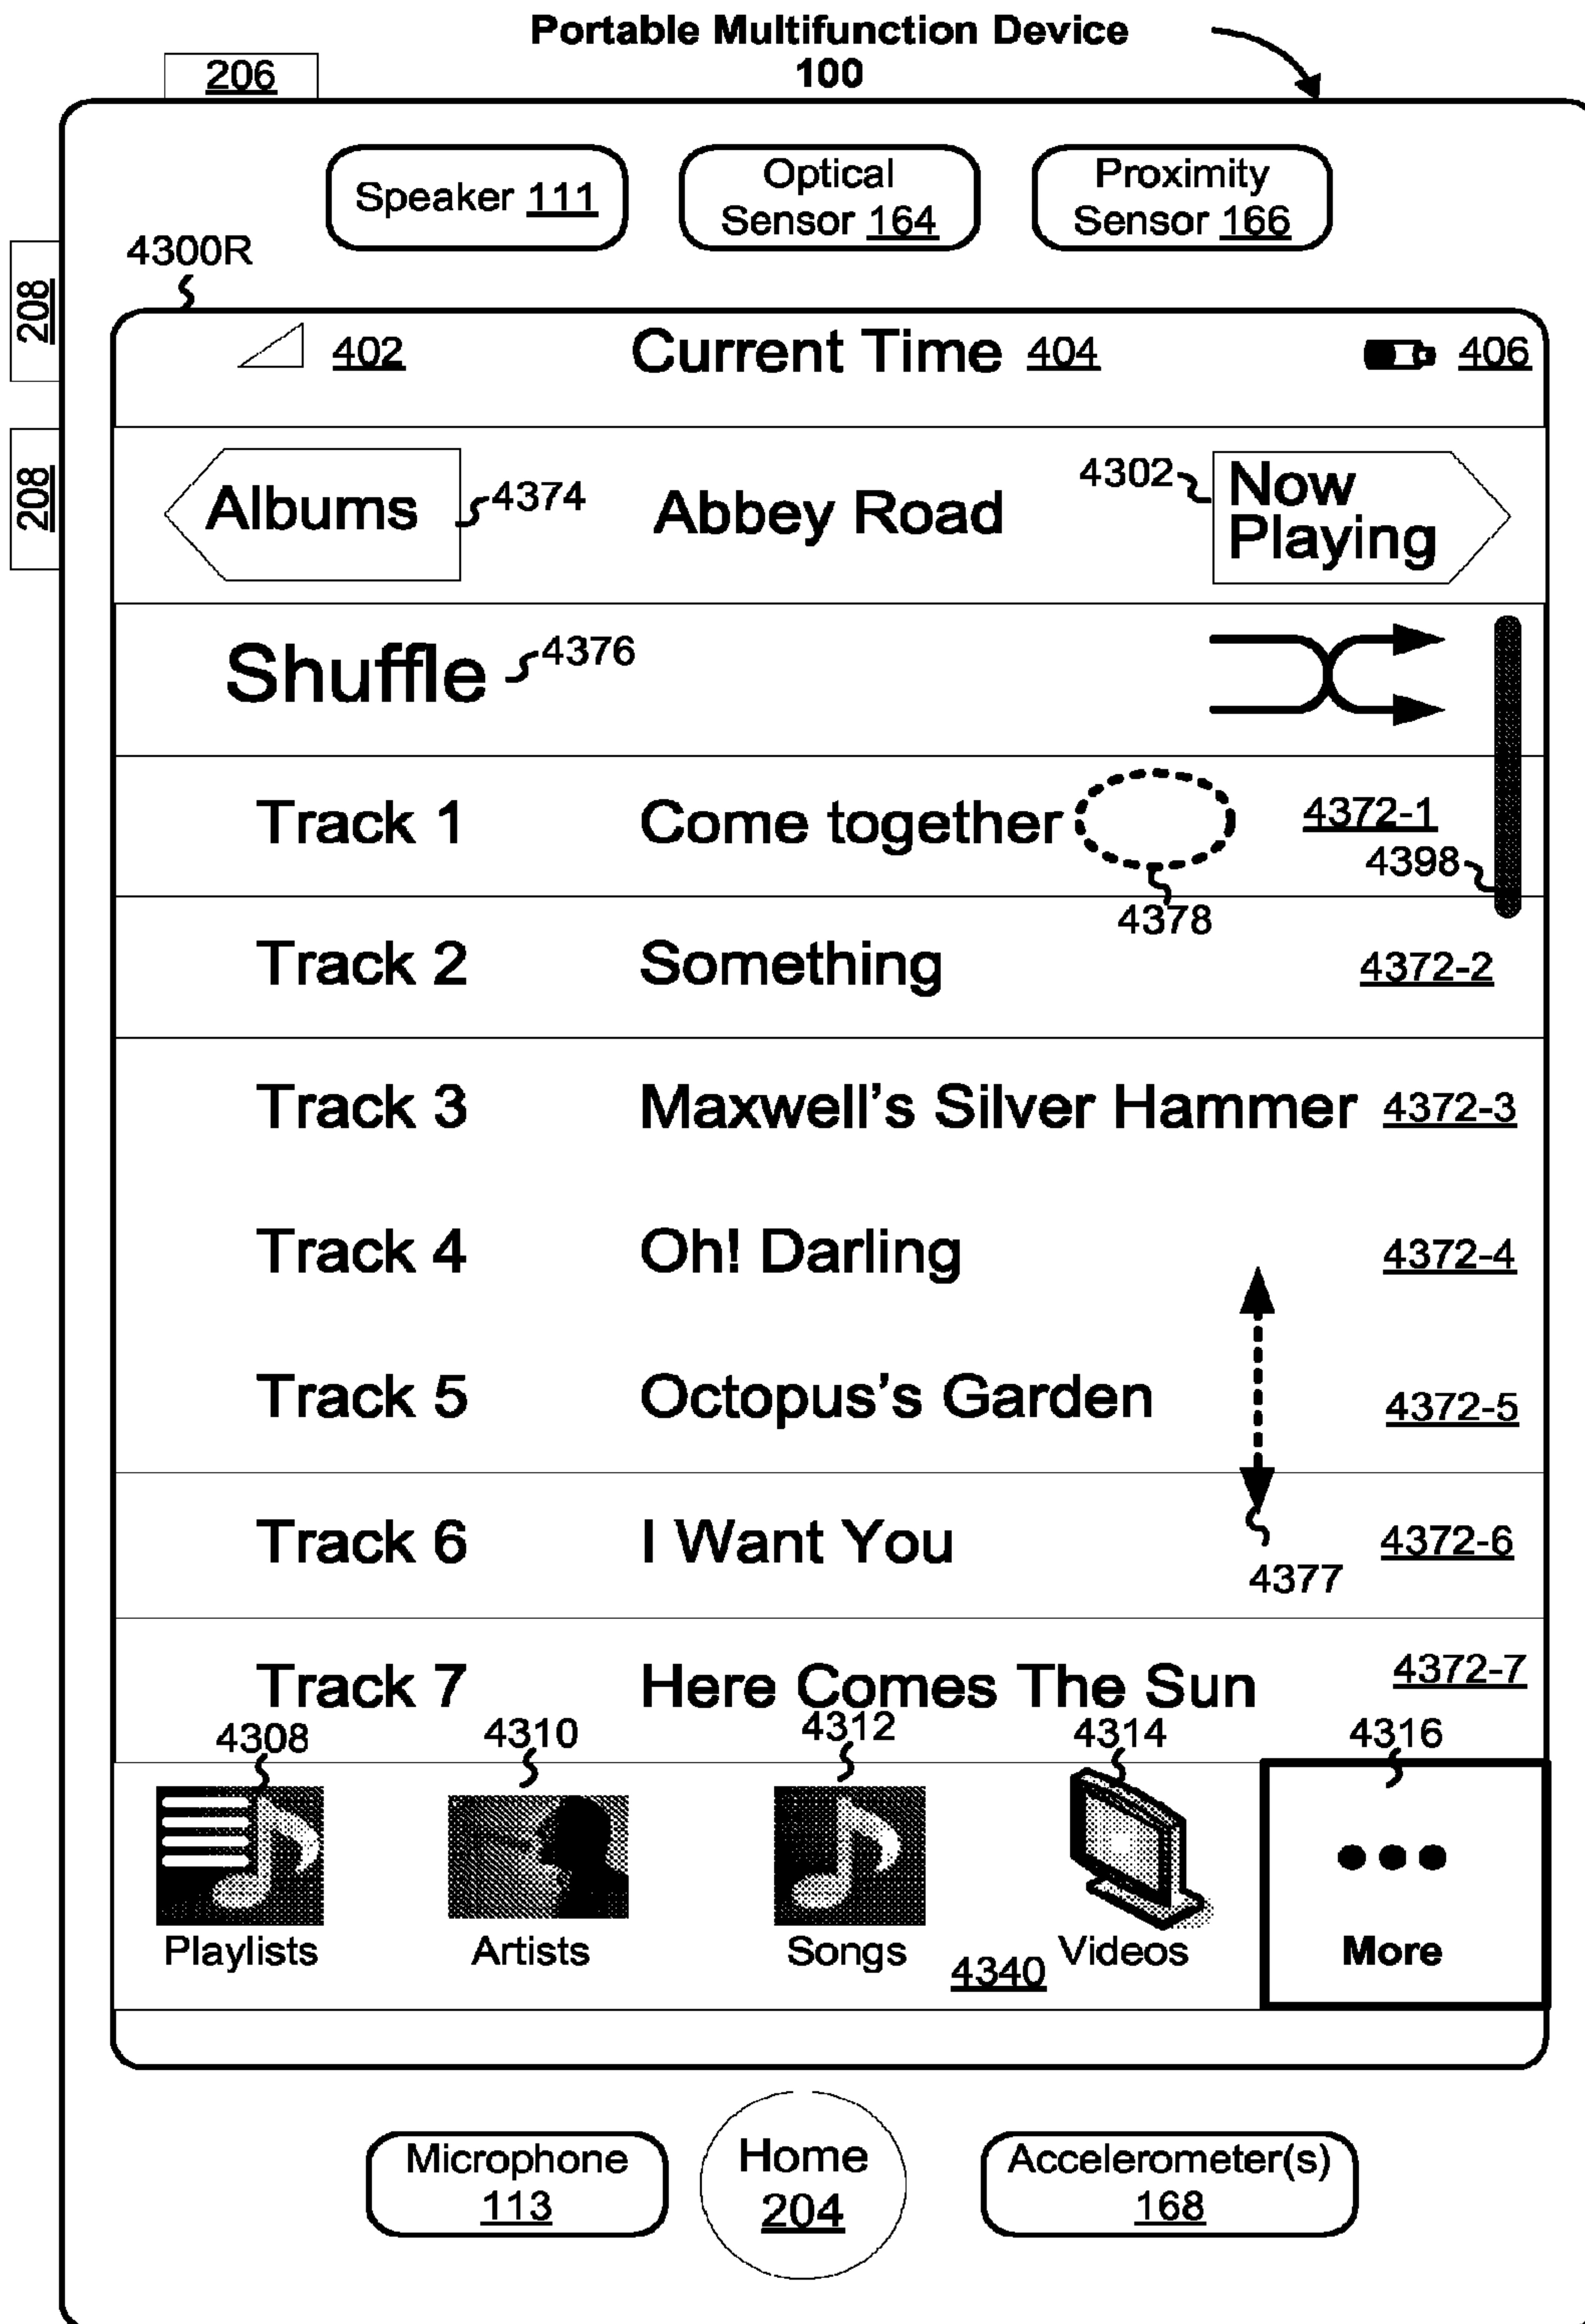 Portable Multifunction Device
100
206
Speaker 111
Optical
Sensor 164
Proximity
Sensor 166
4300R
208
402
Current Time 404
406
208
Albums
4374
Abbey Road
4302
Now
Playing
Shuffle
4376
Track 1
Come together
4372-1
4398
4378
Track 2
Something
4372-2
Track 3
Maxwell's Silver Hammer
4372-3
Track 4
Oh! Darling
4372-4
Track 5
Octopus's Garden
4372-5
Track 6
I Want You
4372-6
4377
Track 7
Here Comes The Sun
4372-7
4308
4310
4312
4314
4316
Playlists
Artists
Songs
4340
Videos
More
Microphone
113
Home
204
Accelerometer(s)
168